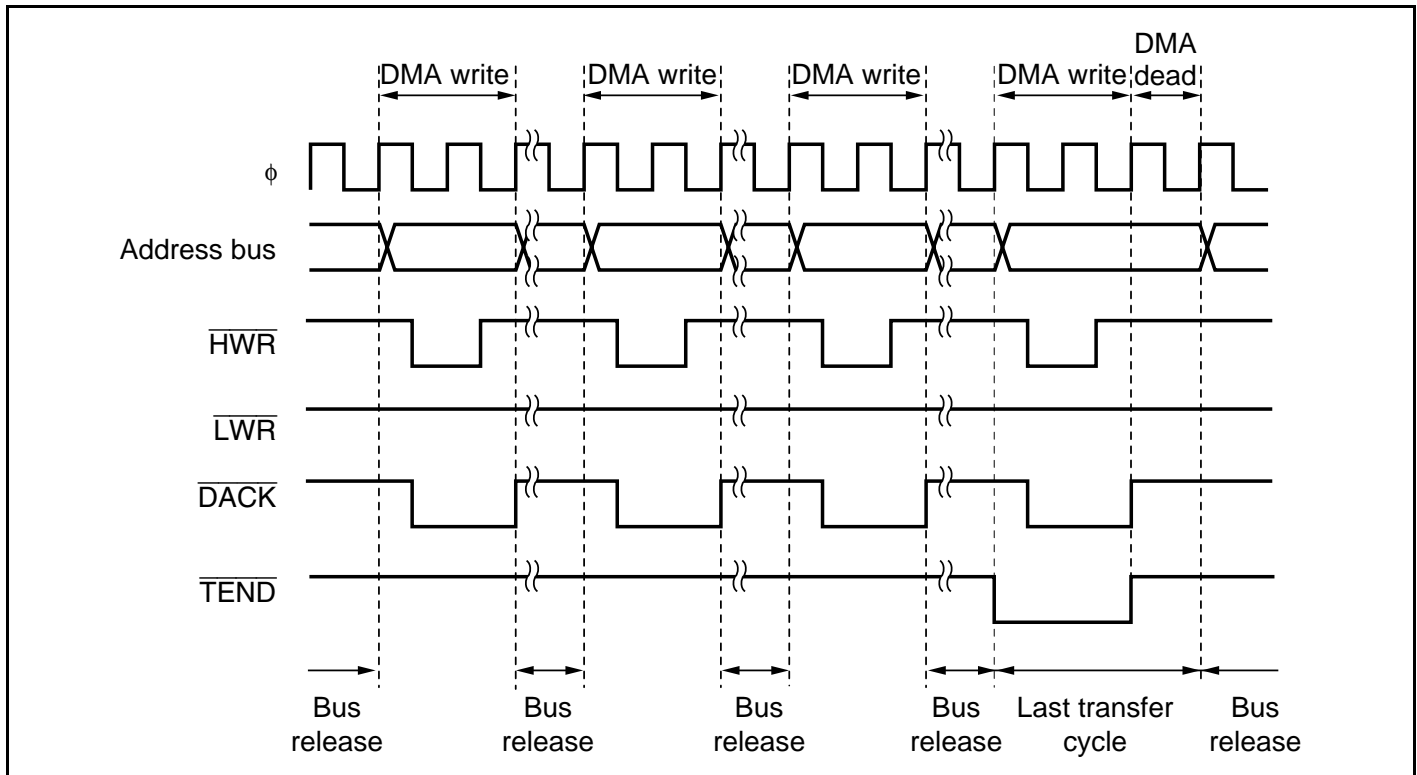 DMA
DMA write DMA write DMA write DMA write dead
φ
Address bus
HWR
LWR
DACK
TEND
Bus Bus Bus Bus Last transfer Bus
release release release release cycle release